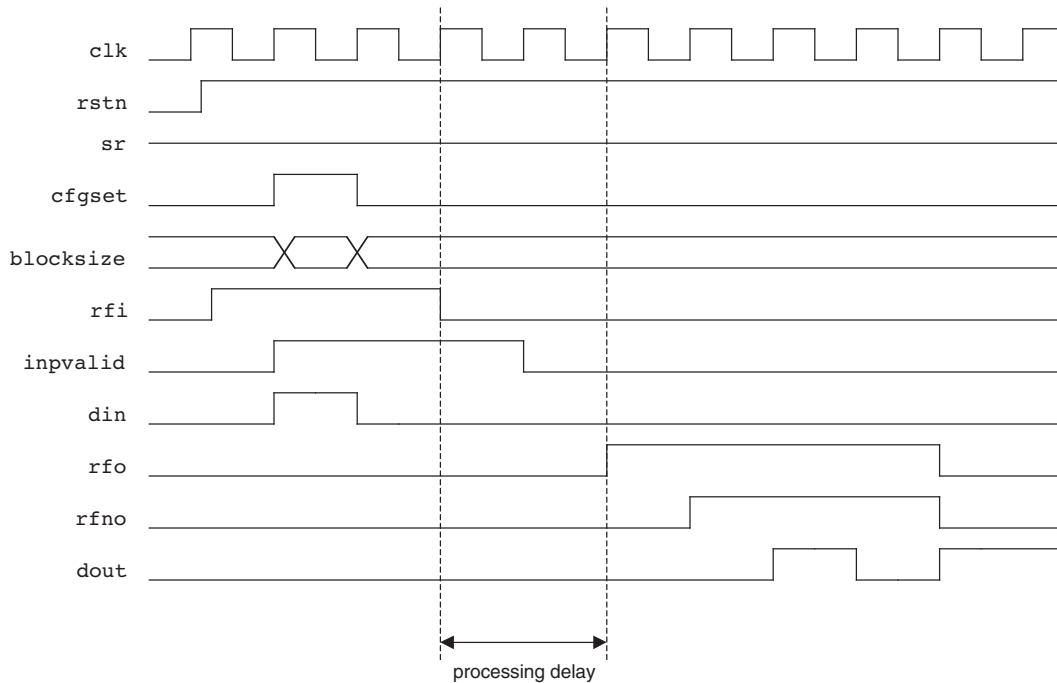 clk
rstn
sr
cfgset
blocksize
rfi
inpvalid
din
rfo
rfno
dout
processing delay